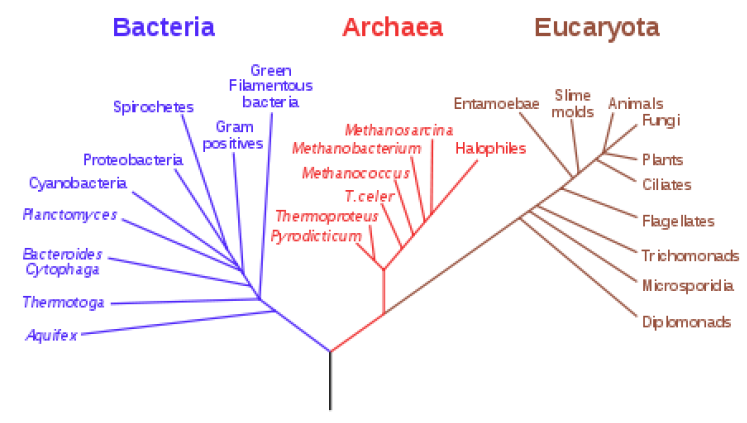 Bacteria
Archaea
Eucaryota
Green
Filamentous
bacteria
Spirochetes
Gram
positives
Proteobacteria
Cyanobacteria
Planctomyces
Bacteroides
Cytophaga
Thermotoga
Aquifex
Methanosarcina
Methanobacterium
Halophiles
Methanococcus
T.celer
Thermoproteus
Pyrodicticum
Entamoebae
Slime
molds
Animals
Fungi
Plants
Ciliates
Flagellates
Trichomonads
Microsporidia
Diplomonads